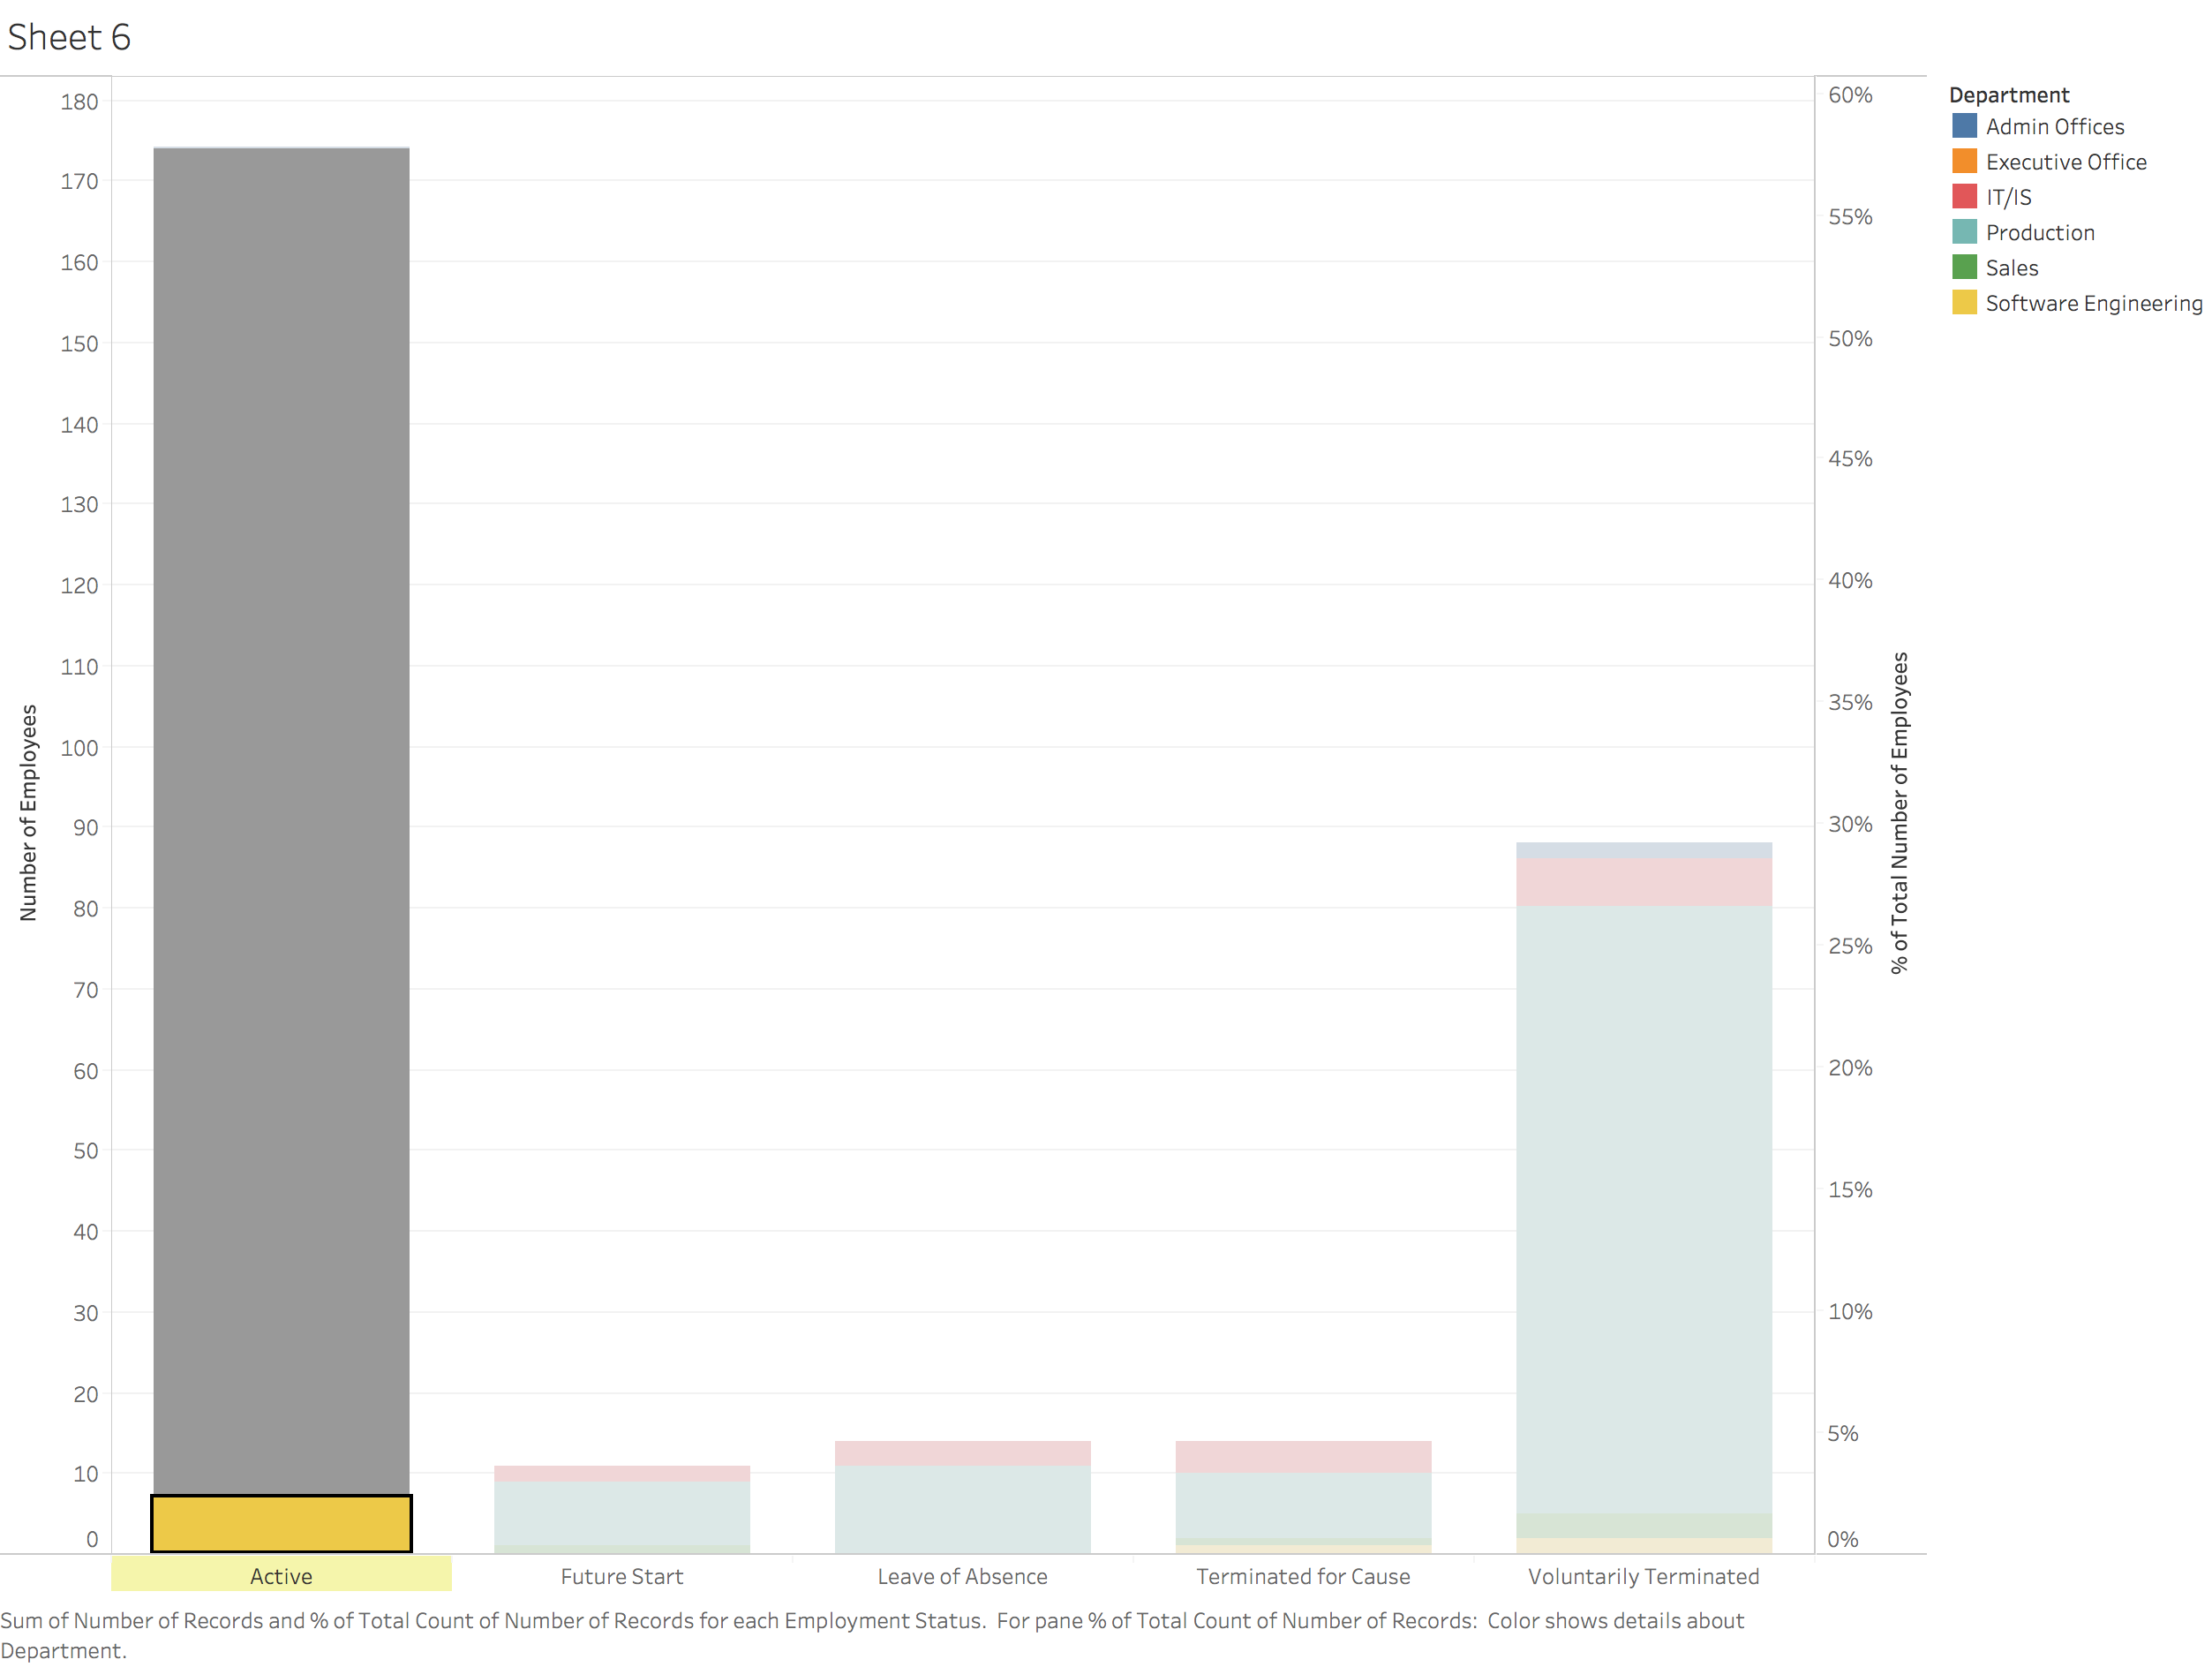 Sheet 6
180
170
160
150
140
130
120
110
100
90
80
70
60
50
40
30
20
10
0
Number of Employees
60%
55%
50%
45%
40%
35%
30%
25%
20%
15%
10%
5%
0%
% of Total Number of Employees
Department
Admin Offices
Executive Office
IT/IS
Production
Sales
Software Engineering
Active
Future Start
Leave of Absence
Terminated for Cause
Voluntarily Terminated
Sum of Number of Records and % of Total Count of Number of Records for each Employment Status.  For pane % of Total Count of Number of Records:  Color shows details about
Department.